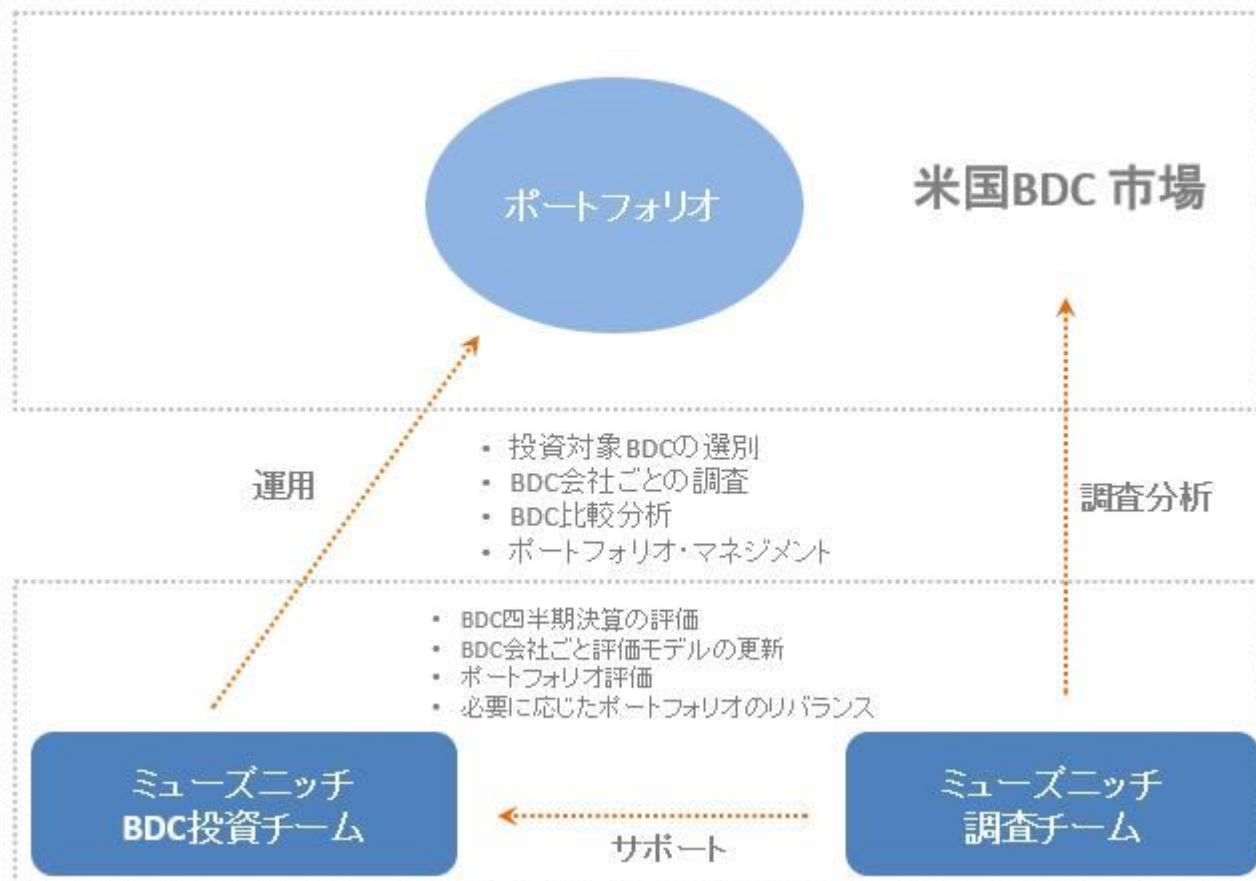 ポートフォリオ
米国BDC 市場
運用
• 投資対象BDCの選別
• BDC会社ごとの調査
• BDC比較分析
• ポートフォリオ・マネジメント
調査分析
• BDC四半期決算の評価
• BDC会社ごと評価モデルの更新
• ポートフォリオ評価
• 必要に応じたポートフォリオのリバランス
ミューズニッチ
BDC投資チーム
サポート
ミューズニッチ
調査チーム